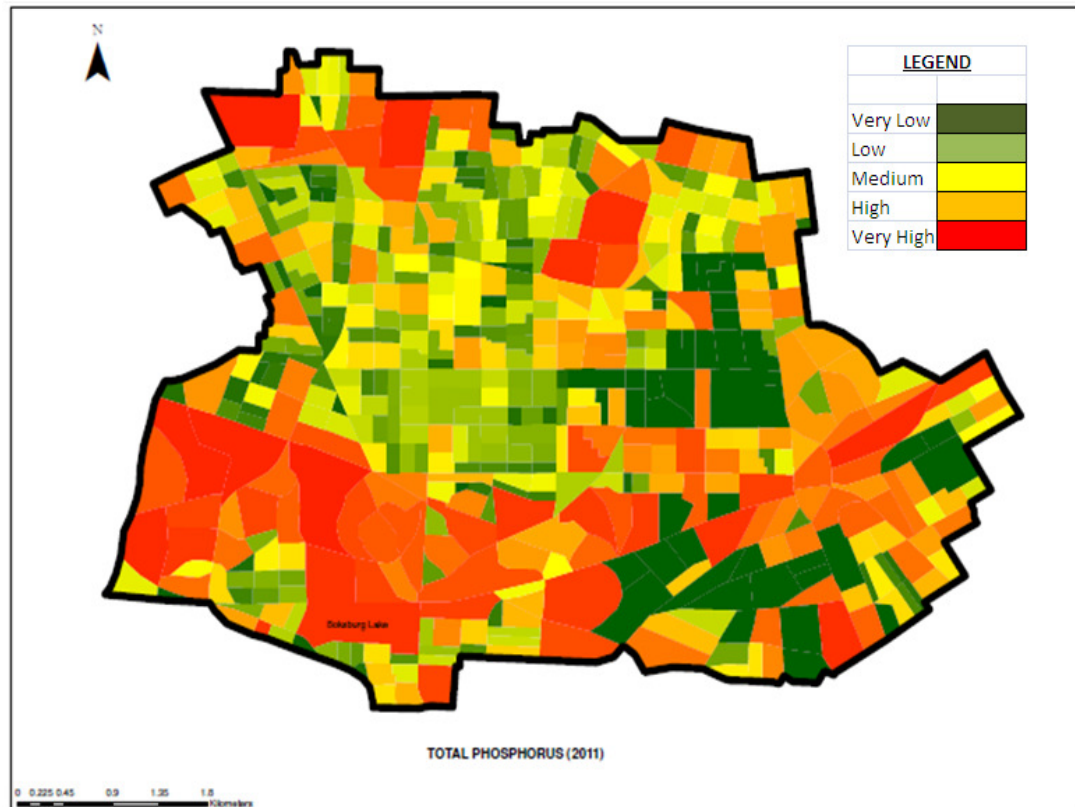 N
LEGEND
Very Low
Low
Medium
High
Very High
Boksburg Lake
TOTAL PHOSPHORUS (2011)
0 0.225 0.45 0.9 1.35 1.8
Kilometers